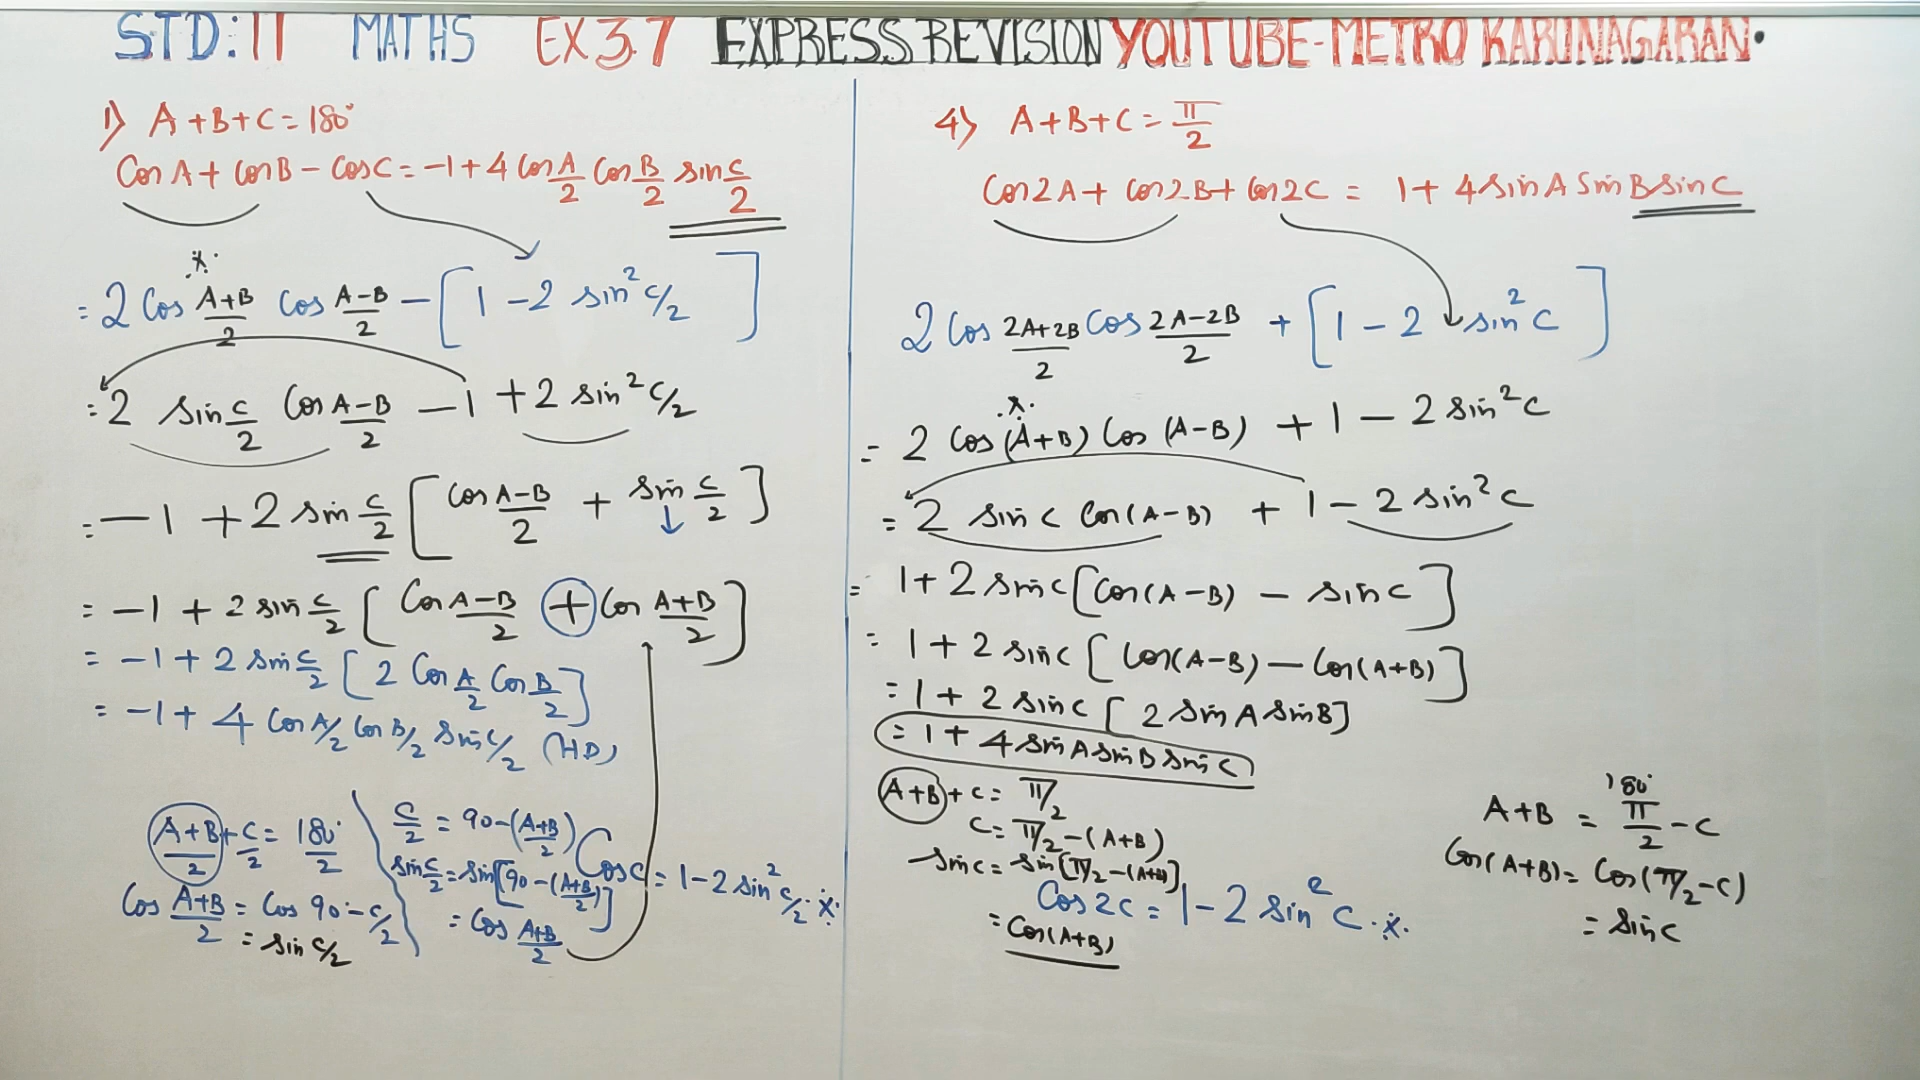 STD:11 MATHS EX 3.7 EXPRESS REVISION YOUTUBE-METRO KARUNAGARAN.
1) A+B+C=180°
Cos A + Cos B - Cos C = -1 + 4 Cos A/2 Cos B/2 sin C/2
= 2 Cos (A+B)/2 Cos (A-B)/2 - [1 - 2 sin² C/2]
= 2 sin C/2 Cos (A-B)/2 - 1 + 2 sin² C/2
= -1 + 2 sin C/2 [Cos (A-B)/2 + sin C/2]
= -1 + 2 sin C/2 [Cos (A-B)/2 + Cos (A+B)/2]
= -1 + 2 sin C/2 [2 Cos A/2 Cos B/2]
= -1 + 4 Cos A/2 Cos B/2 sin C/2 (HD)
(A+B)/2 + C/2 = 180°/2
Cos (A+B)/2 = Cos 90° - C/2
= sin C/2
C/2 = 90 - (A+B/2)
sin C/2 = sin[90 - (A+B/2)]
= Cos (A+B)/2
Cos C = 1 - 2 sin² C/2
4) A+B+C = π/2
Cos 2A + Cos 2B + Cos 2C = 1 + 4 sin A sin B sin C
2 Cos (2A+2B)/2 Cos (2A-2B)/2 + [1 - 2 sin² C]
= 2 Cos (A+B) Cos (A-B) + 1 - 2 sin² C
= 2 sin C Cos (A-B) + 1 - 2 sin² C
= 1 + 2 sin C [Cos (A-B) - sin C]
= 1 + 2 sin C [Cos (A-B) - Cos (A+B)]
= 1 + 2 sin C [2 sin A sin B]
= 1 + 4 sin A sin B sin C
A+B+C = π/2
C = π/2 - (A+B)
sin C = sin[π/2 - (A+B)]
= Cos (A+B)
Cos 2C = 1 - 2 sin² C
180°
A+B = π/2 - C
Cos (A+B) = Cos (π/2 - C)
= sin C